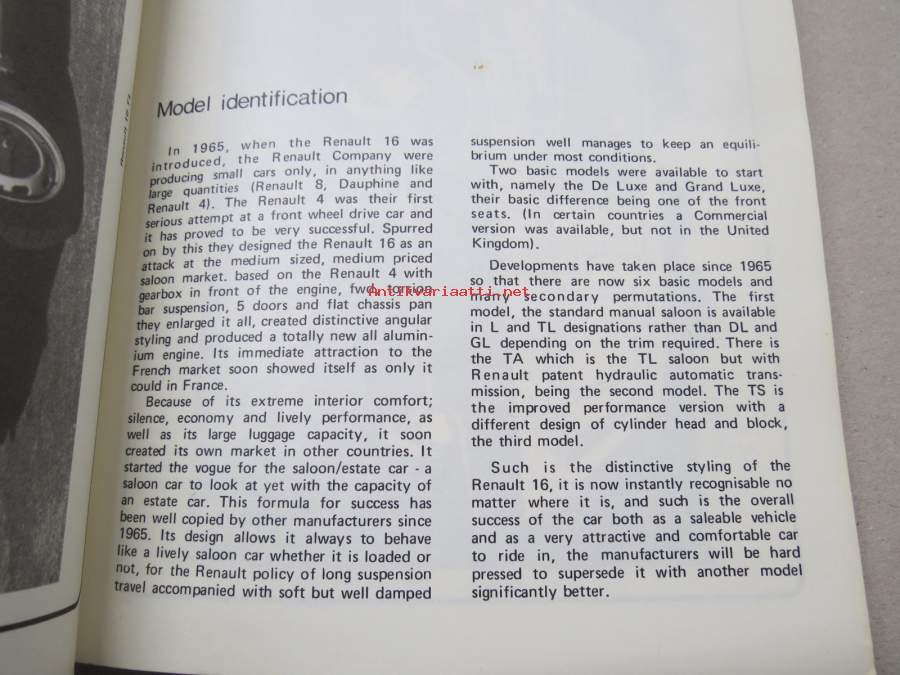 Model identification
In 1965, when the Renault 16 was
introduced, the Renault Company were
producing small cars only, in anything like
large quantities (Renault 8, Dauphine and
Renault 4). The Renault 4 was their first
serious attempt at a front wheel drive car and
it has proved to be very successful. Spurred
on by this they designed the Renault 16 as an
attack at the medium sized, medium priced
saloon market. based on the Renault 4 with
gearbox in front of the engine, two torsion
bar suspension, 5 doors and flat chassis pan
they enlarged it all, created distinctive angular
styling and produced a totally new all alumin-
ium engine. Its immediate attraction to the
French market soon showed itself as only it
could in France.
Because of its extreme interior comfort;
silence, economy and lively performance, as
well as its large luggage capacity, it soon
created its own market in other countries. It
started the vogue for the saloon/estate car - a
saloon car to look at yet with the capacity of
an estate car. This formula for success has
been well copied by other manufacturers since
1965. Its design allows it always to behave
like a lively saloon car whether it is loaded or
not, for the Renault policy of long suspension
travel accompanied with soft but well damped
suspension well manages to keep an equili-
brium under most conditions.
Two basic models were available to start
with, namely the De Luxe and Grand Luxe,
their basic difference being one of the front
seats. (In certain countries a Commercial
version was available, but not in the United
Kingdom).
Developments have taken place since 1965
so that there are now six basic models and
many secondary permutations. The first
model, the standard manual saloon is available
in L and TL designations rather than DL and
GL depending on the trim required. There is
the TA which is the TL saloon but with
Renault patent hydraulic automatic trans-
mission, being the second model. The TS is
the improved performance version with a
different design of cylinder head and block,
the third model.
Such is the distinctive styling of the
Renault 16, it is now instantly recognisable no
matter where it is, and such is the overall
success of the car both as a saleable vehicle
and as a very attractive and comfortable car
to ride in, the manufacturers will be hard
pressed to supersede it with another model
significantly better.
Antikvariaatti.net